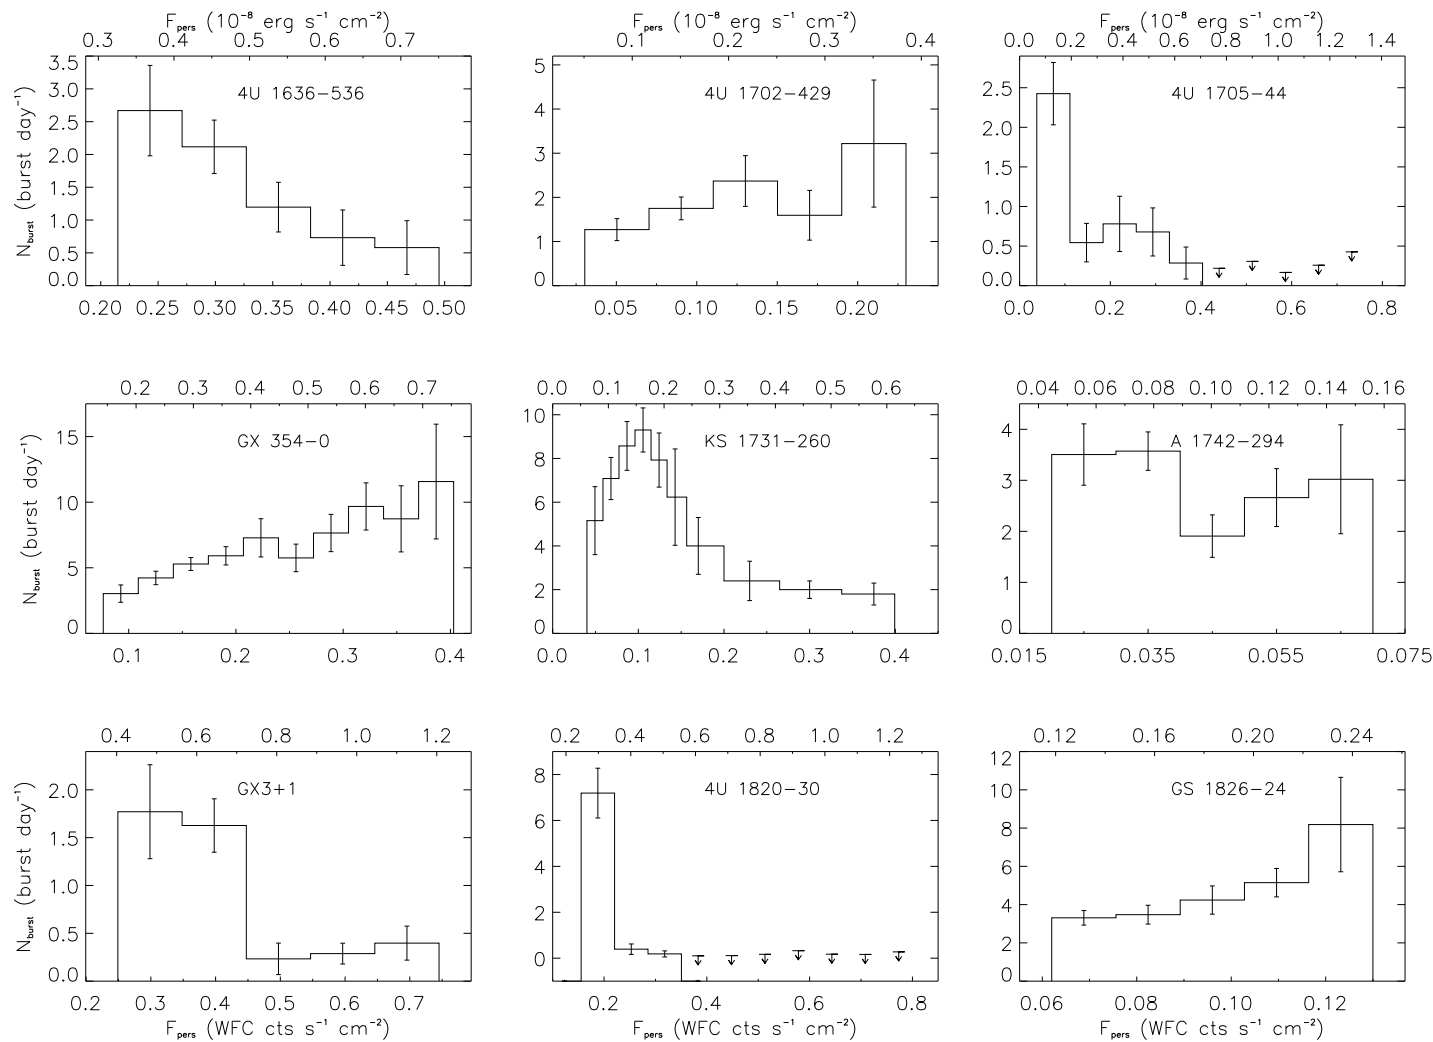 F_pers (10⁻⁸ erg s⁻¹ cm⁻²) F_pers (10⁻⁸ erg s⁻¹ cm⁻²) F_pers (10⁻⁸ erg s⁻¹ cm⁻²)
0.3 0.4 0.5 0.6 0.7 0.1 0.2 0.3 0.4 0.0 0.2 0.4 0.6 0.8 1.0 1.2 1.4
N_burst (burst day⁻¹)
3.5 3.0 2.5 2.0 1.5 1.0 0.5 0.0
4U 1636−536
0.20 0.25 0.30 0.35 0.40 0.45 0.50
5 4 3 2 1 0
4U 1702−429
0.05 0.10 0.15 0.20
2.5 2.0 1.5 1.0 0.5 0.0
4U 1705−44
0.0 0.2 0.4 0.6 0.8
0.2 0.3 0.4 0.5 0.6 0.7 0.0 0.1 0.2 0.3 0.4 0.5 0.6 0.04 0.06 0.08 0.10 0.12 0.14 0.16
N_burst (burst day⁻¹)
15 10 5 0
GX 354−0
0.1 0.2 0.3 0.4
10 8 6 4 2 0
KS 1731−260
0.0 0.1 0.2 0.3 0.4
4 3 2 1 0
A 1742−294
0.015 0.035 0.055 0.075
0.4 0.6 0.8 1.0 1.2 0.2 0.4 0.6 0.8 1.0 1.2 0.12 0.16 0.20 0.24
N_burst (burst day⁻¹)
2.0 1.5 1.0 0.5 0.0
GX3+1
0.2 0.3 0.4 0.5 0.6 0.7
8 6 4 2 0
4U 1820−30
0.2 0.4 0.6 0.8
12 10 8 6 4 2 0
GS 1826−24
0.06 0.08 0.10 0.12
F_pers (WFC cts s⁻¹ cm⁻²) F_pers (WFC cts s⁻¹ cm⁻²) F_pers (WFC cts s⁻¹ cm⁻²)